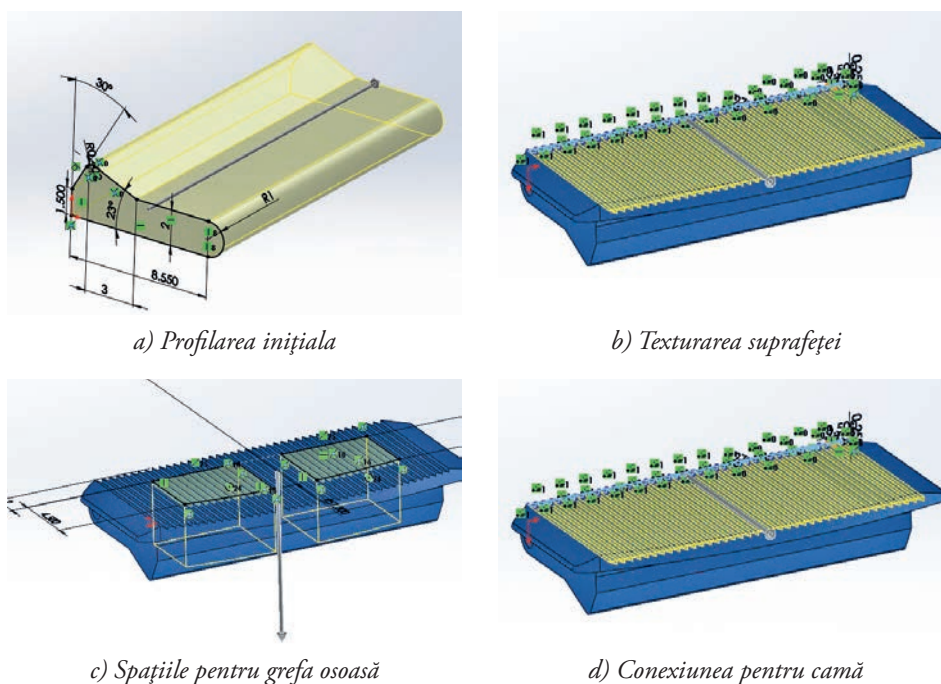 30°
1.500
23°
2
R1
8.550
3
a) Profilarea iniţiala
b) Texturarea suprafeţei
c) Spaţiile pentru grefa osoasă
d) Conexiunea pentru camă